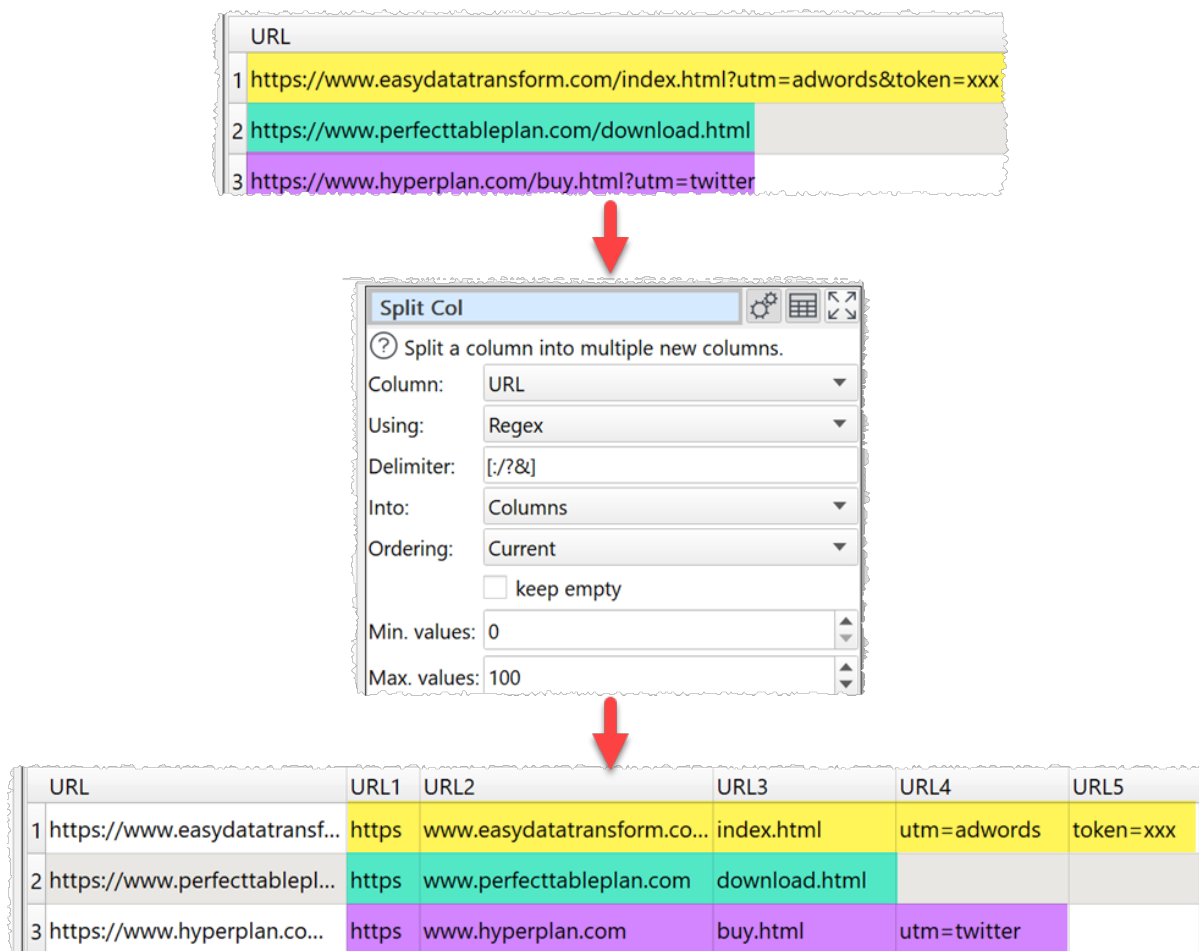 URL
1 https://www.easydatatransform.com/index.html?utm=adwords&token=xxx
2 https://www.perfecttableplan.com/download.html
3 https://www.hyperplan.com/buy.html?utm=twitter
Split Col
? Split a column into multiple new columns.
Column: URL
Using: Regex
Delimiter: [:/?&]
Into: Columns
Ordering: Current
keep empty
Min. values: 0
Max. values: 100
URL URL1 URL2 URL3 URL4 URL5
1 https://www.easydatatransf... https www.easydatatransform.co... index.html utm=adwords token=xxx
2 https://www.perfecttablepl... https www.perfecttableplan.com download.html
3 https://www.hyperplan.co... https www.hyperplan.com buy.html utm=twitter